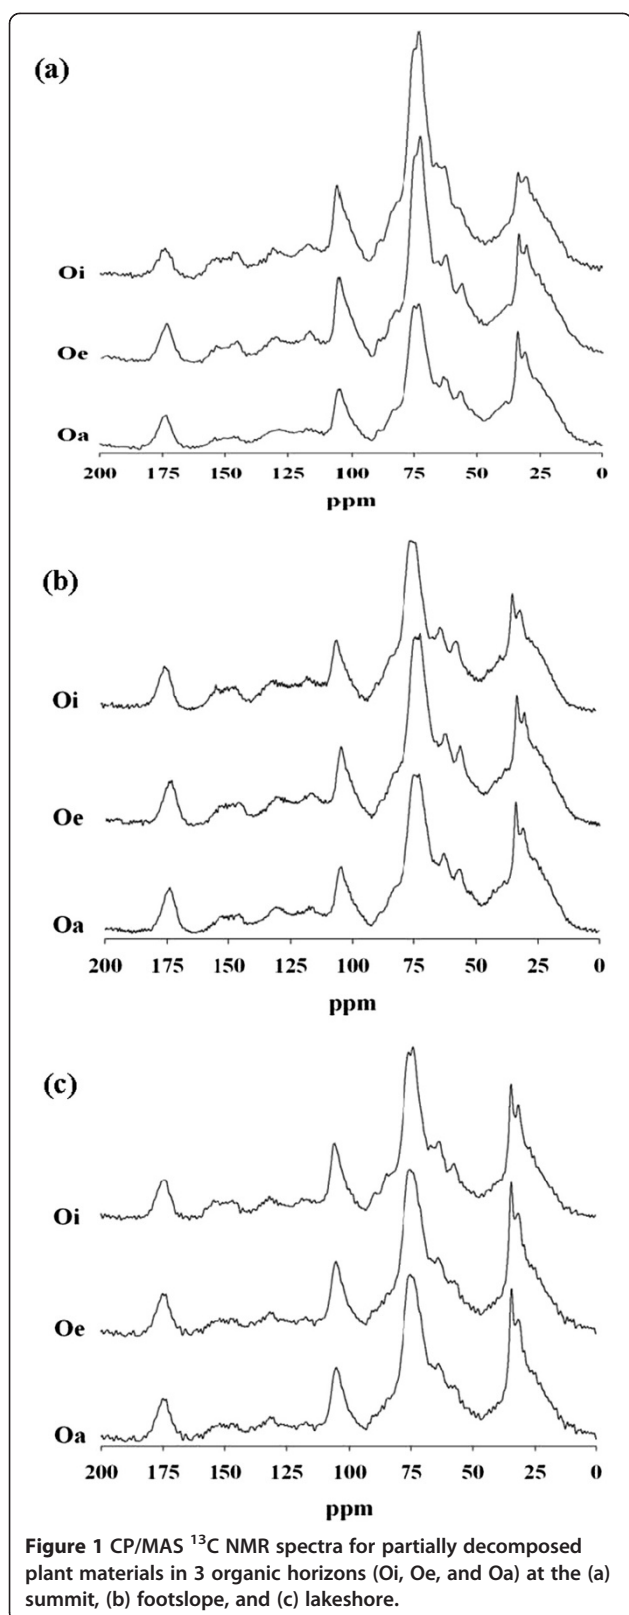 (a)
Oi
Oe
Oa
200 175 150 125 100 75 50 25 0
ppm
(b)
Oi
Oe
Oa
200 175 150 125 100 75 50 25 0
ppm
(c)
Oi
Oe
Oa
200 175 150 125 100 75 50 25 0
ppm
Figure 1 CP/MAS ¹³C NMR spectra for partially decomposed
plant materials in 3 organic horizons (Oi, Oe, and Oa) at the (a)
summit, (b) footslope, and (c) lakeshore.